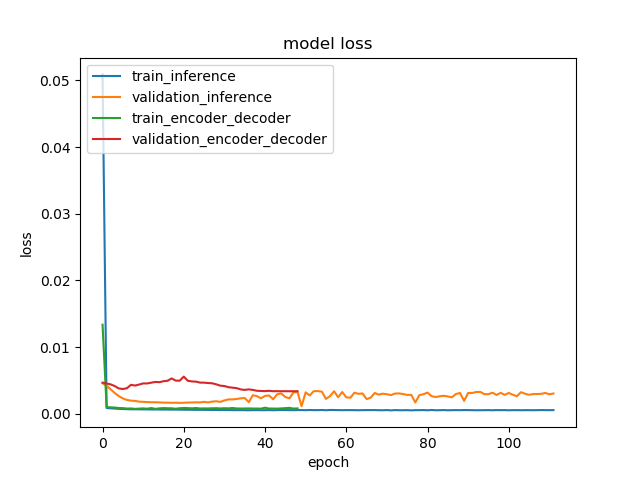 model loss
train_inference
validation_inference
train_encoder_decoder
validation_encoder_decoder
0.05
0.04
0.03
0.02
0.01
0.00
loss
0 20 40 60 80 100
epoch